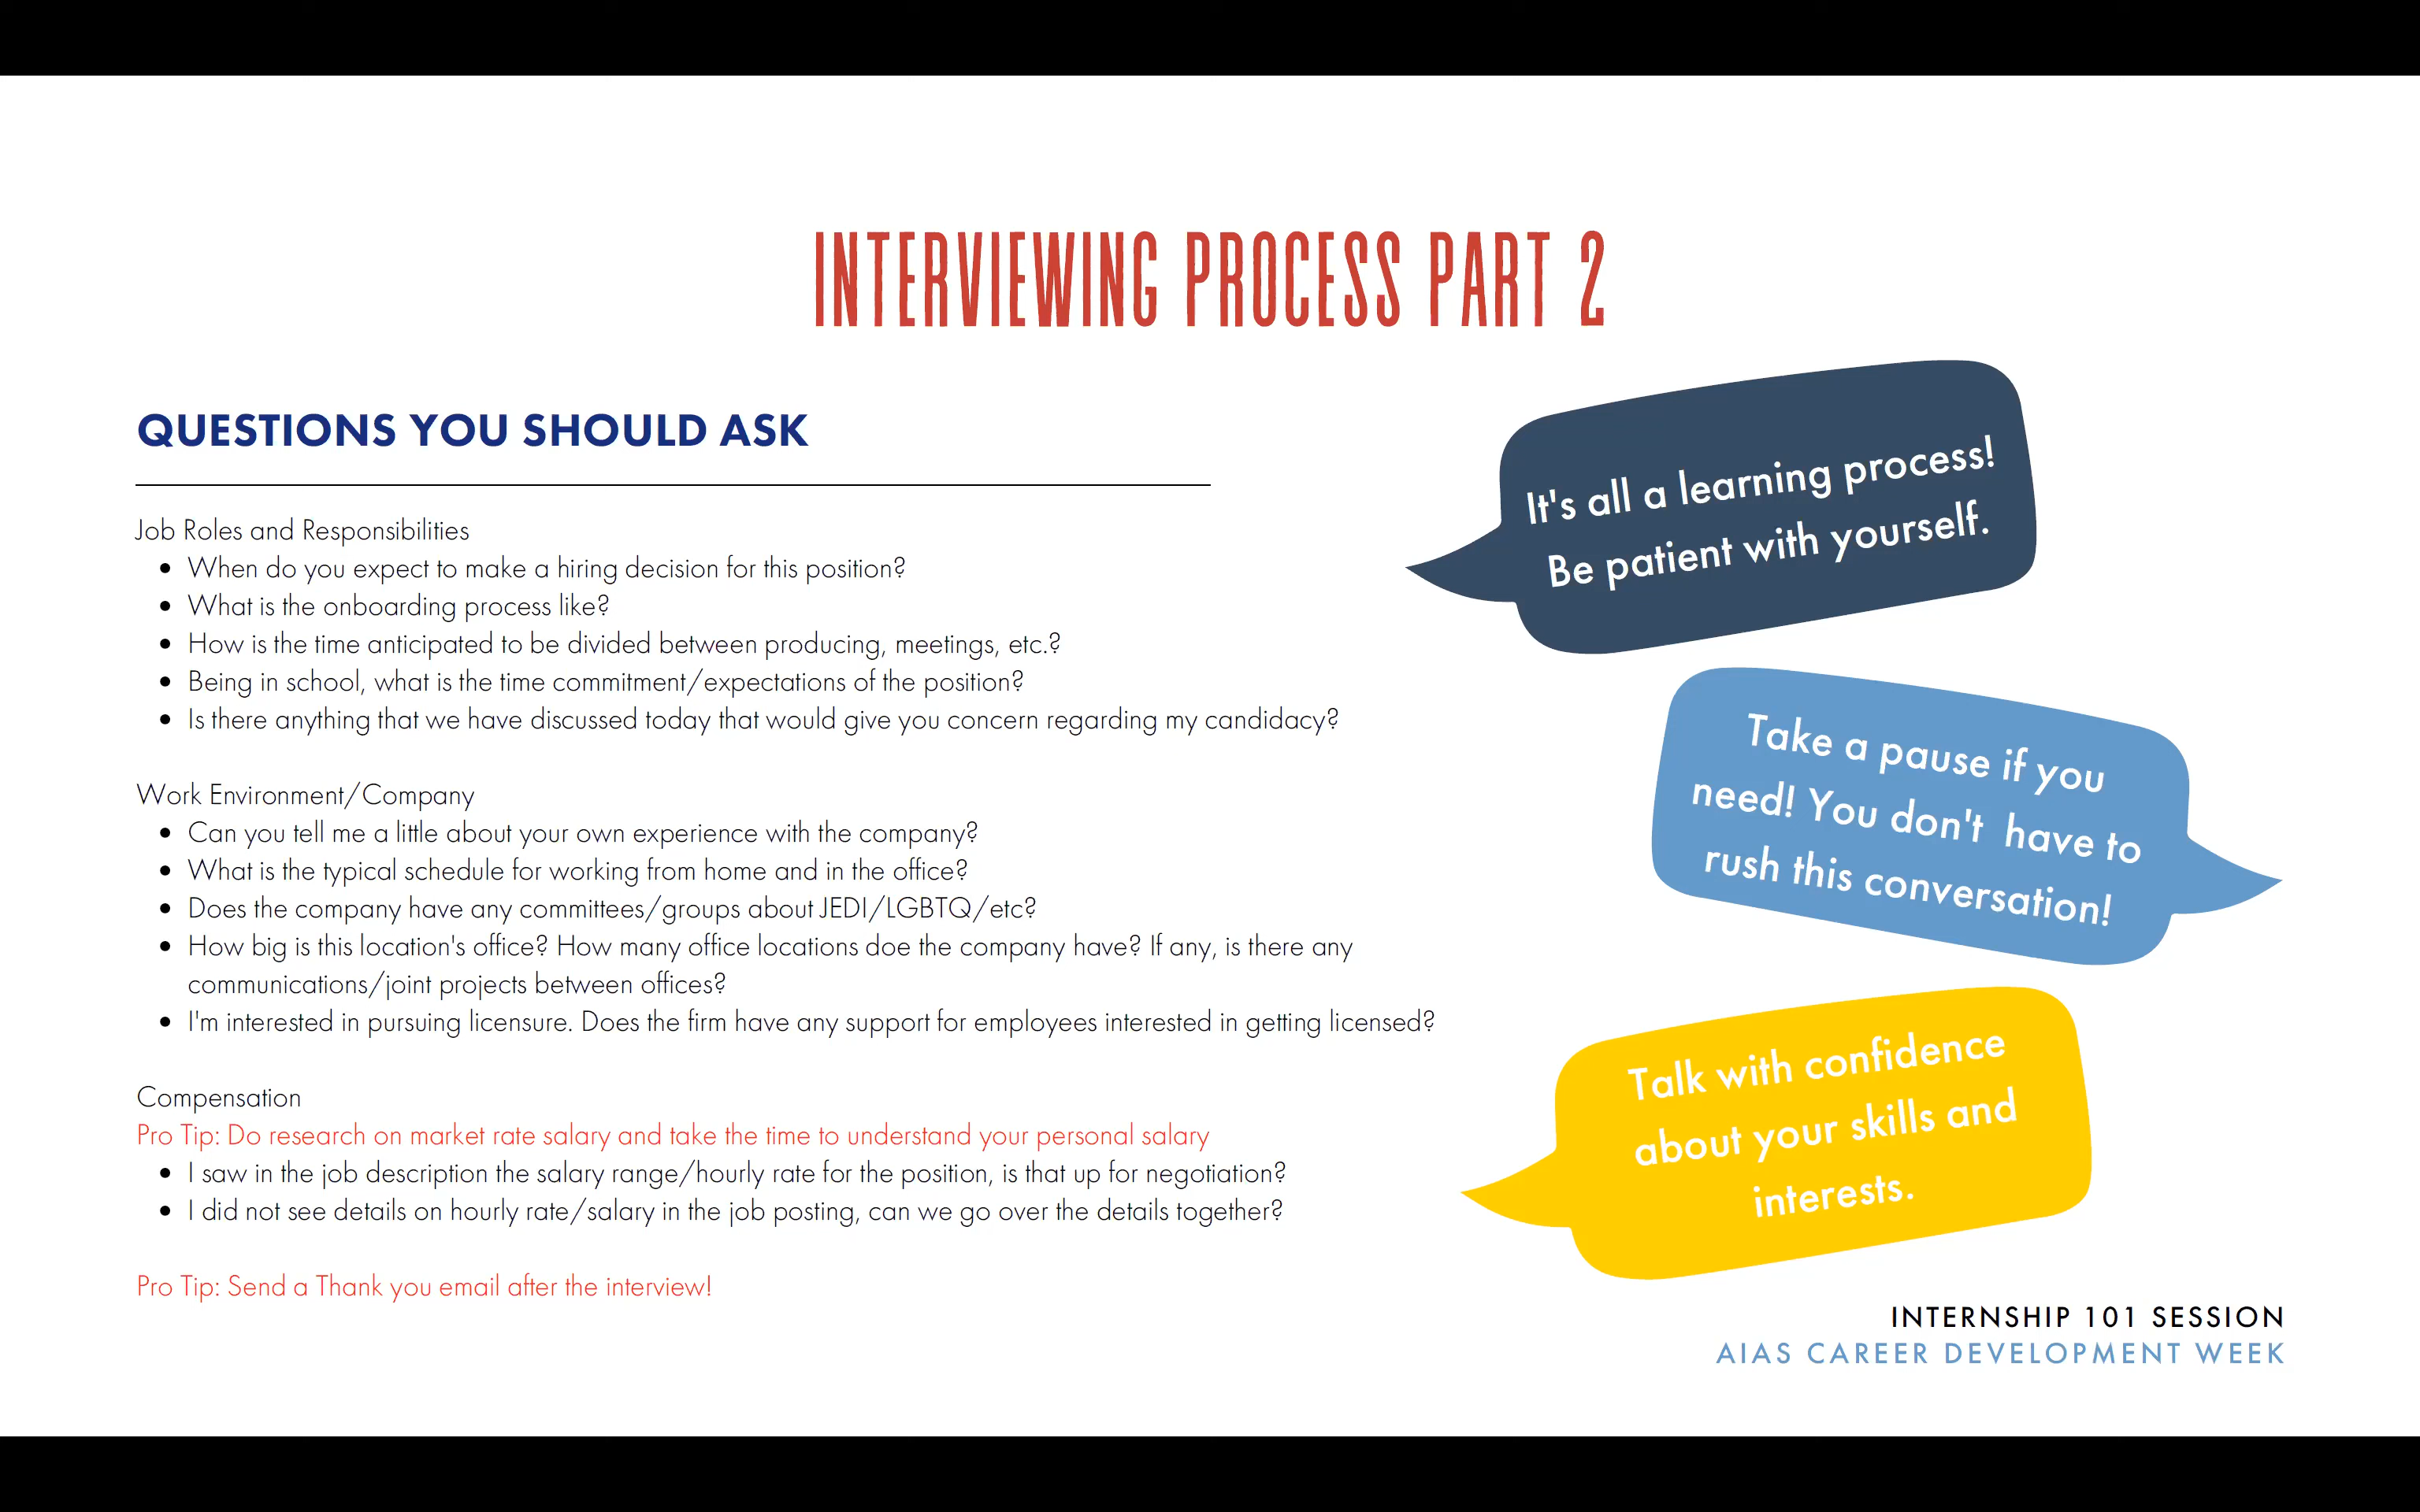 INTERVIEWING PROCESS PART 2
QUESTIONS YOU SHOULD ASK
Job Roles and Responsibilities
• When do you expect to make a hiring decision for this position?
• What is the onboarding process like?
• How is the time anticipated to be divided between producing, meetings, etc.?
• Being in school, what is the time commitment/expectations of the position?
• Is there anything that we have discussed today that would give you concern regarding my candidacy?
Work Environment/Company
• Can you tell me a little about your own experience with the company?
• What is the typical schedule for working from home and in the office?
• Does the company have any committees/groups about JEDI/LGBTQ/etc?
• How big is this location's office? How many office locations doe the company have? If any, is there any
communications/joint projects between offices?
• I'm interested in pursuing licensure. Does the firm have any support for employees interested in getting licensed?
Compensation
Pro Tip: Do research on market rate salary and take the time to understand your personal salary
• I saw in the job description the salary range/hourly rate for the position, is that up for negotiation?
• I did not see details on hourly rate/salary in the job posting, can we go over the details together?
Pro Tip: Send a Thank you email after the interview!
It's all a learning process!
Be patient with yourself.
Take a pause if you
need! You don't have to
rush this conversation!
Talk with confidence
about your skills and
interests.
INTERNSHIP 101 SESSION
AIAS CAREER DEVELOPMENT WEEK